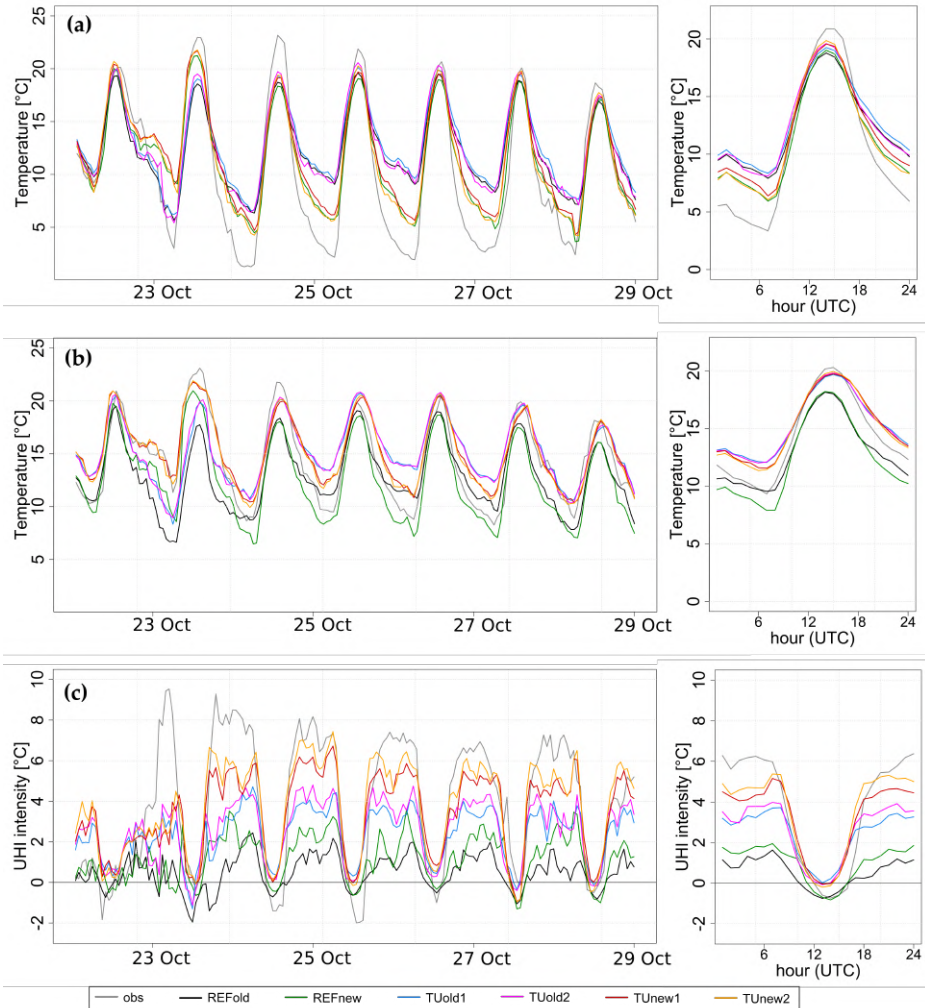 (a)
Temperature [°C]
25
20
15
10
5
23 Oct
25 Oct
27 Oct
29 Oct
20
15
10
5
0
6
12
18
24
hour (UTC)
(b)
Temperature [°C]
25
20
15
10
5
23 Oct
25 Oct
27 Oct
29 Oct
Temperature [°C]
20
15
10
5
0
6
12
18
24
hour (UTC)
(c)
UHI intensity [°C]
10
8
6
4
2
0
-2
23 Oct
25 Oct
27 Oct
29 Oct
UHI intensity [°C]
10
8
6
4
2
0
-2
6
12
18
24
hour (UTC)
obs REFold REFnew TUold1 TUold2 TUnew1 TUnew2